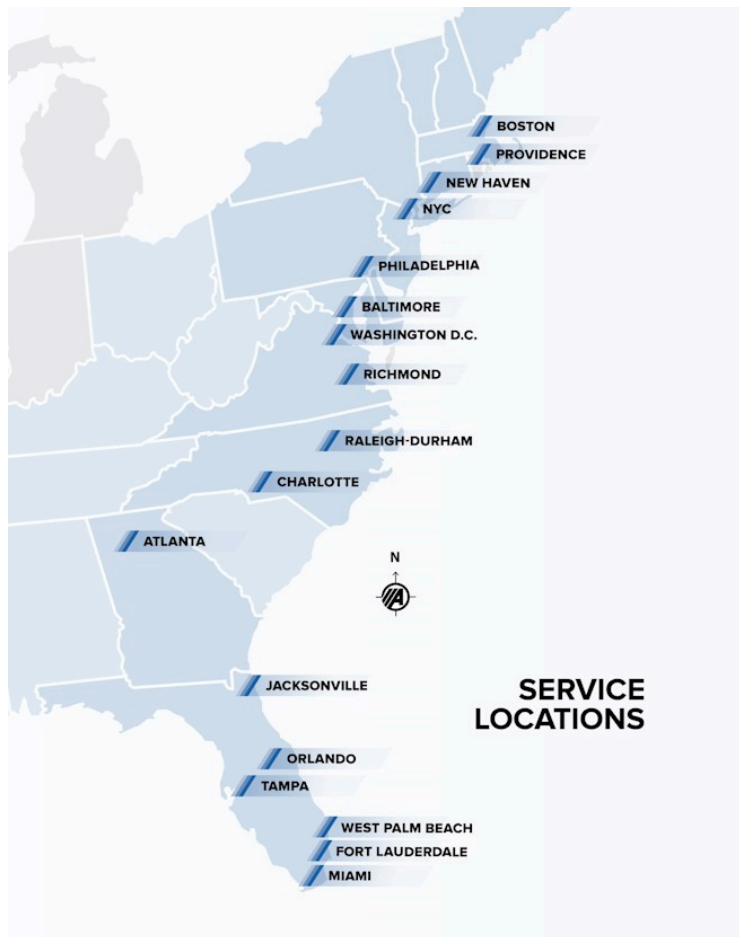 BOSTON
PROVIDENCE
NEW HAVEN
NYC
PHILADELPHIA
BALTIMORE
WASHINGTON D.C.
RICHMOND
RALEIGH-DURHAM
CHARLOTTE
ATLANTA
N
A
JACKSONVILLE
SERVICE
LOCATIONS
ORLANDO
TAMPA
WEST PALM BEACH
FORT LAUDERDALE
MIAMI